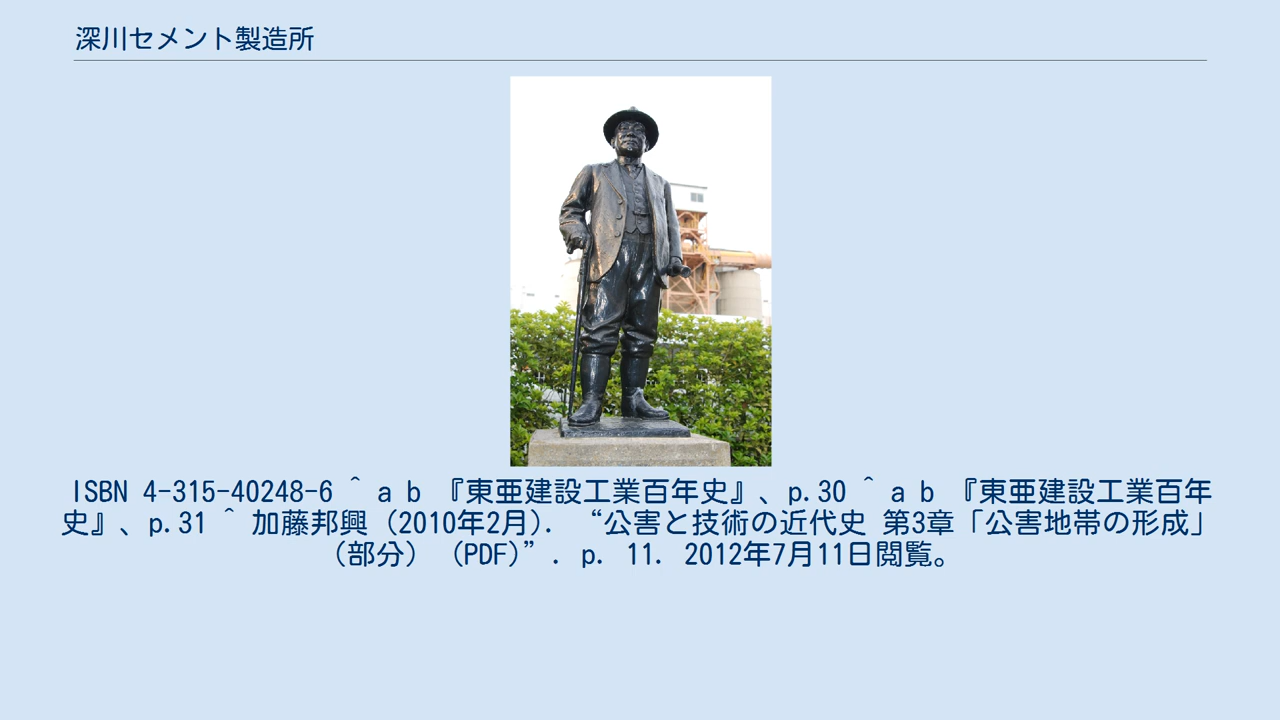 深川セメント製造所
ISBN 4-315-40248-6 ^ a b 『東亜建設工業百年史』、p.30 ^ a b 『東亜建設工業百年
史』、p.31 ^ 加藤邦興（2010年2月）. “公害と技術の近代史 第3章「公害地帯の形成」
（部分） （PDF）”. p. 11. 2012年7月11日閲覧。